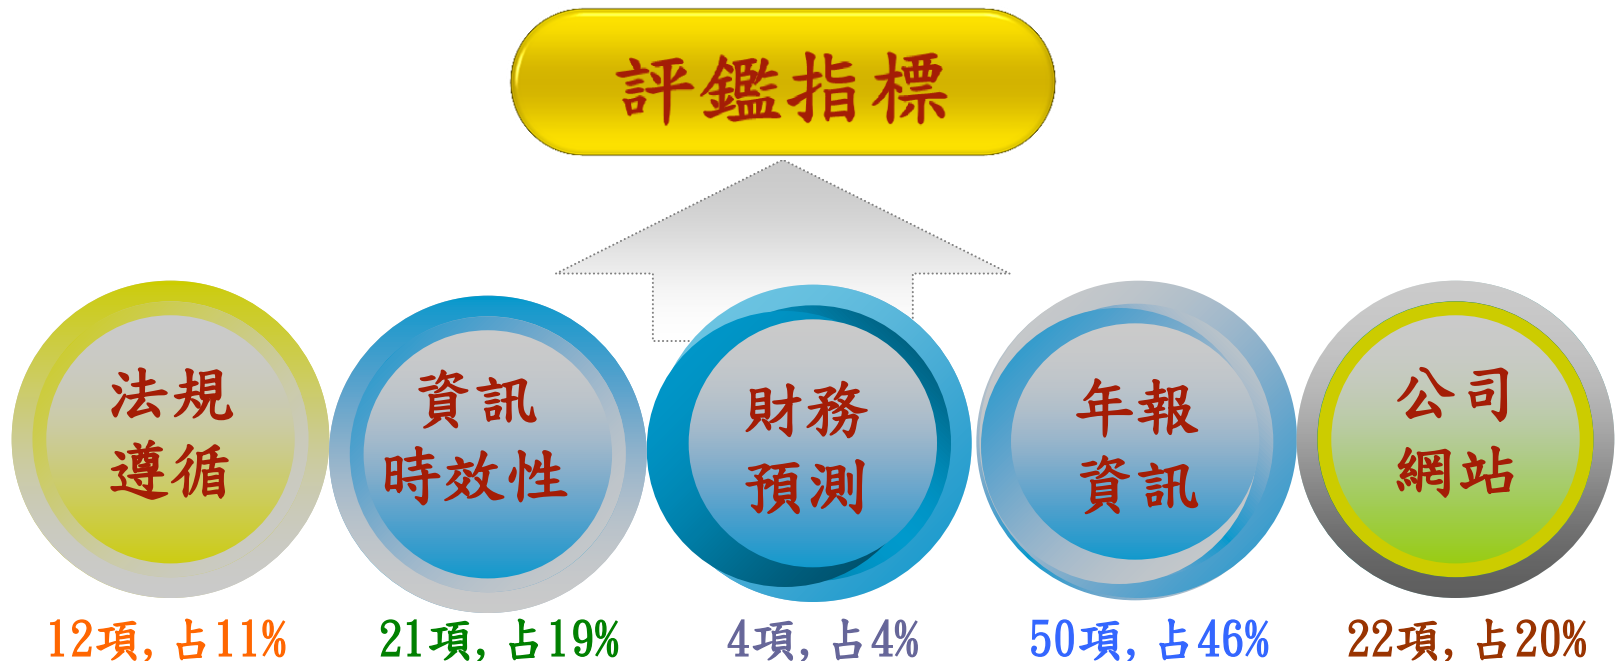 評鑑指標
法規
遵循
資訊
時效性
財務
預測
年報
資訊
公司
網站
12項, 占11%
21項, 占19%
4項, 占4%
50項, 占46%
22項, 占20%